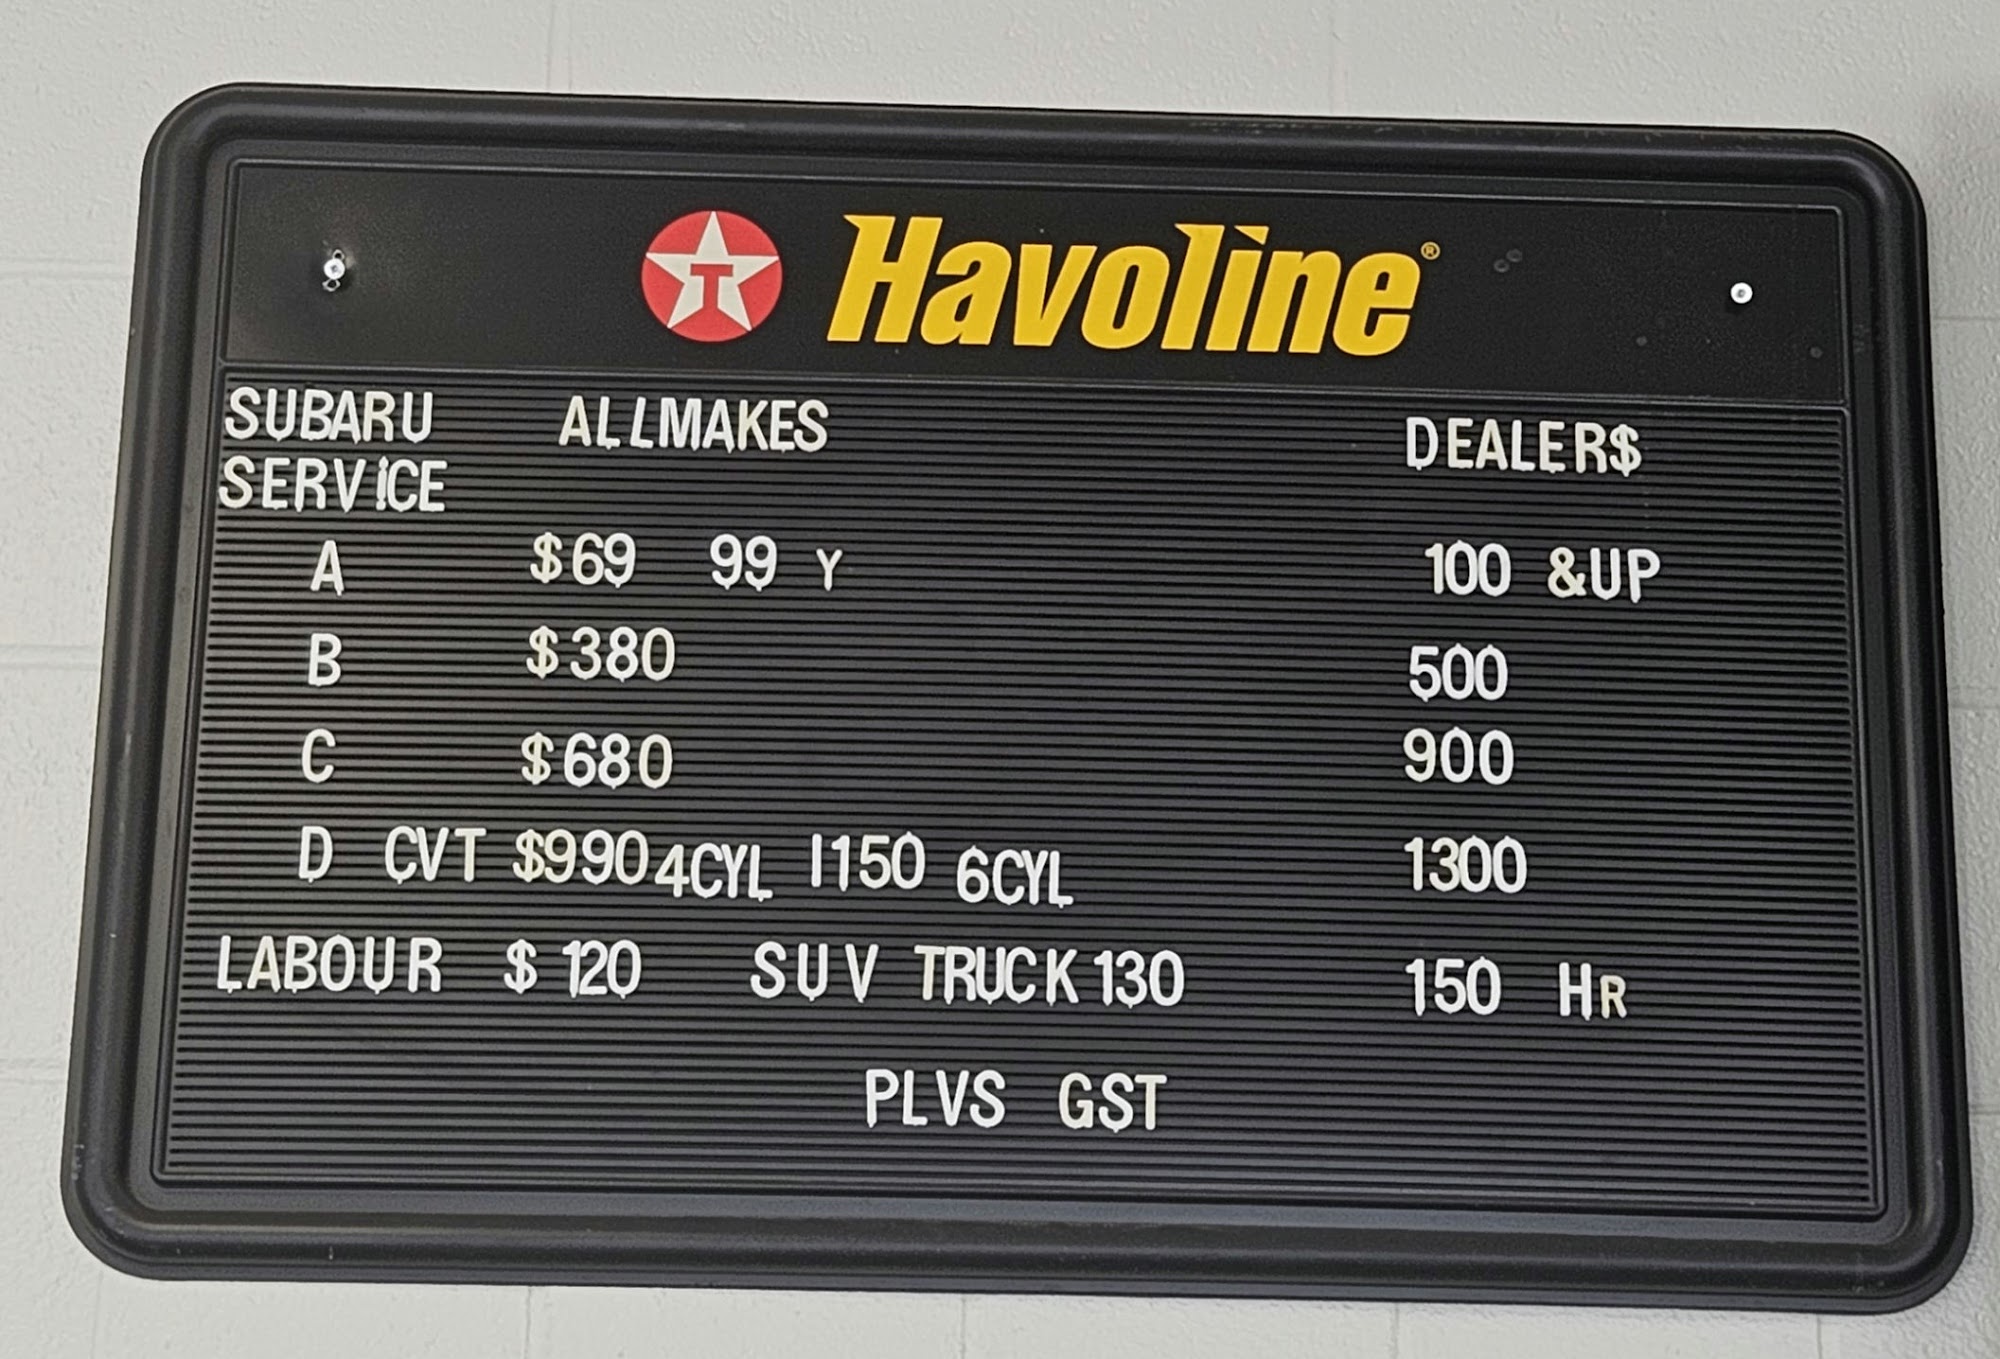 T Havoline®
SUBARU ALLMAKES DEALER$
SERViCE
A $69 99 Y 100 &UP
B $380 500
C $680 900
D CVT $990 4CYL 1150 6CYL 1300
LABOUR $ 120 SUV TRUCK 130 150 HR
PLVS GST